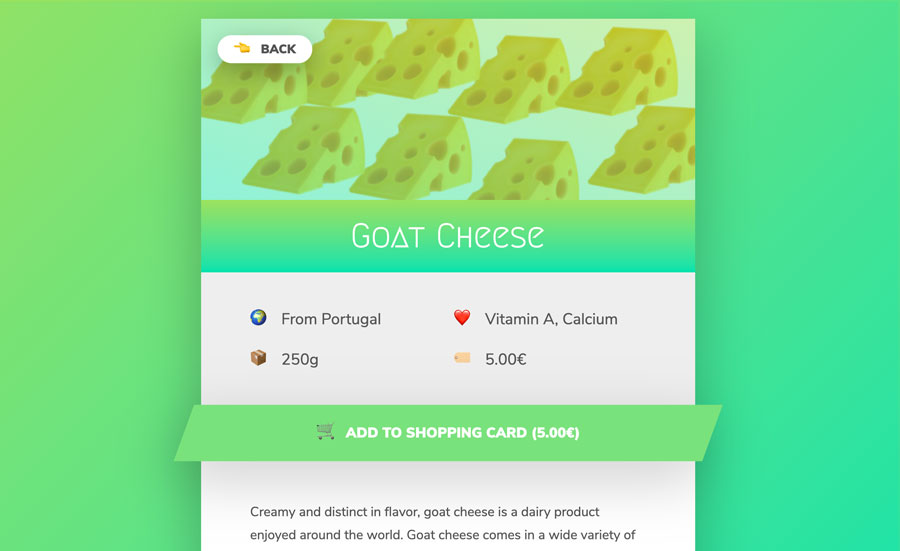 BACK
Goat Cheese
From Portugal
Vitamin A, Calcium
250g
5.00€
ADD TO SHOPPING CARD (5.00€)
Creamy and distinct in flavor, goat cheese is a dairy product
enjoyed around the world. Goat cheese comes in a wide variety of